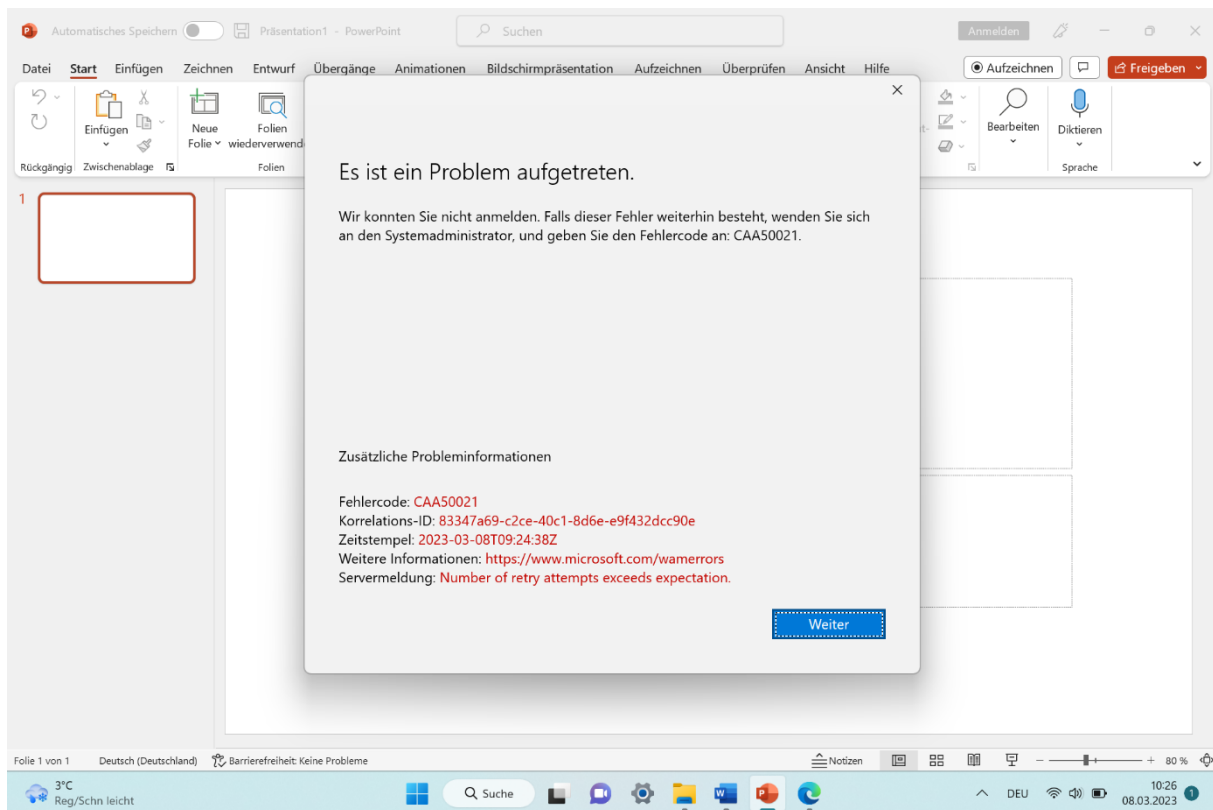 Automatisches Speichern
Präsentation1 - PowerPoint
Suchen
Anmelden
Datei Start Einfügen Zeichnen Entwurf Übergänge Animationen Bildschirmpräsentation Aufzeichnen Überprüfen Ansicht Hilfe
Aufzeichnen
Freigeben
Einfügen
Neue
Folie
Folien
wiederverwend
Bearbeiten
Diktieren
Rückgängig
Zwischenablage
Folien
Sprache
1
Es ist ein Problem aufgetreten.
Wir konnten Sie nicht anmelden. Falls dieser Fehler weiterhin besteht, wenden Sie sich
an den Systemadministrator, und geben Sie den Fehlercode an: CAA50021.
Zusätzliche Probleminformationen
Fehlercode: CAA50021
Korrelations-ID: 83347a69-c2ce-40c1-8d6e-e9f432dcc90e
Zeitstempel: 2023-03-08T09:24:38Z
Weitere Informationen: https://www.microsoft.com/wamerrors
Servermeldung: Number of retry attempts exceeds expectation.
Weiter
Folie 1 von 1
Deutsch (Deutschland)
Barrierefreiheit: Keine Probleme
Notizen
80 %
3°C
Reg/Schn leicht
Suche
DEU
10:26
08.03.2023
1